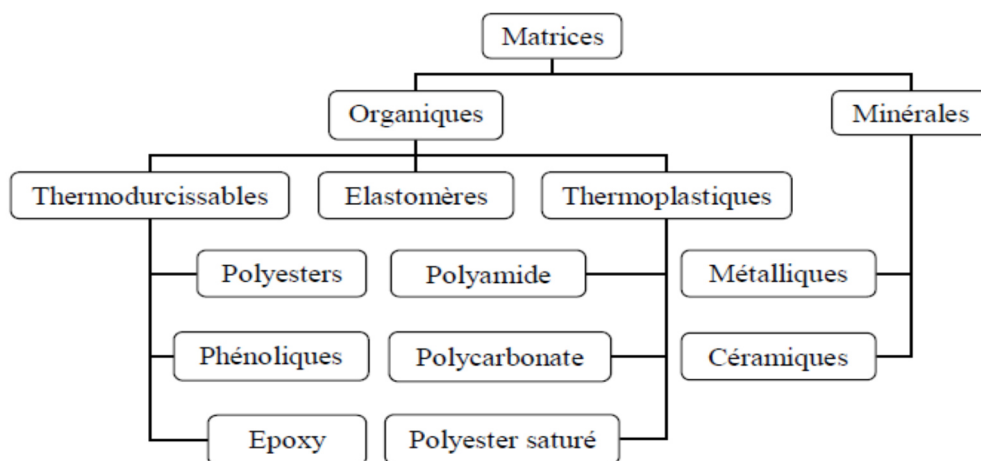 Matrices
Organiques
Minérales
Thermodurcissables
Elastomères
Thermoplastiques
Polyesters
Polyamide
Métalliques
Phénoliques
Polycarbonate
Céramiques
Epoxy
Polyester saturé